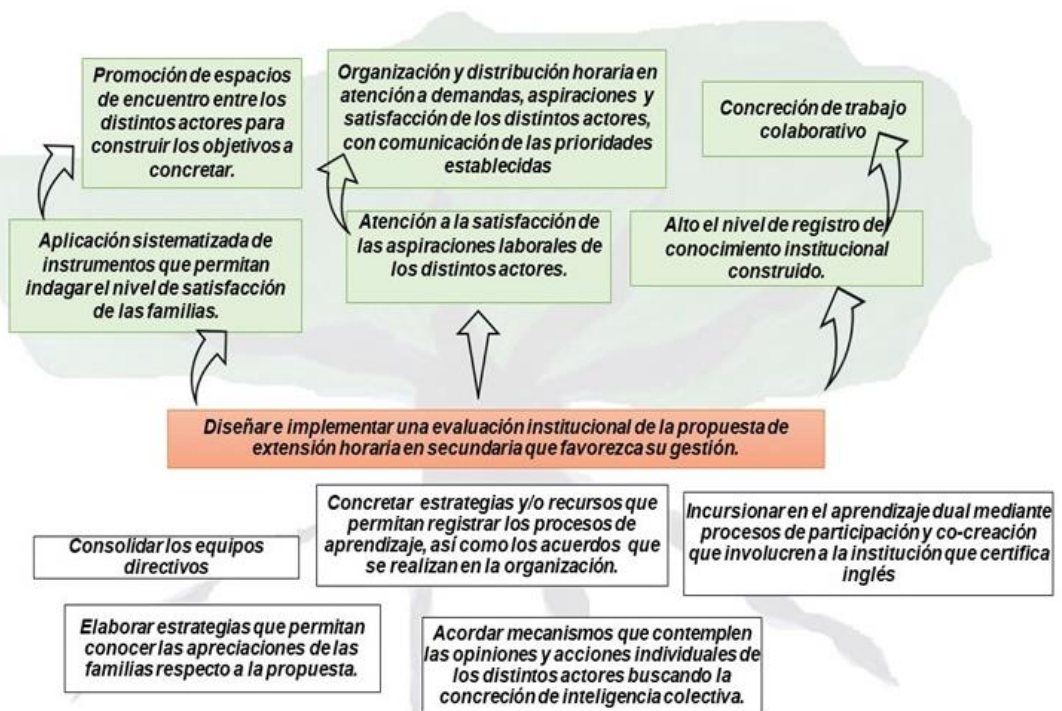 Promoción de espacios
de encuentro entre los
distintos actores para
construir los objetivos a
concretar.
Organización y distribución horaria en
atención a demandas, aspiraciones y
satisfacción de los distintos actores,
con comunicación de las prioridades
establecidas
Concreción de trabajo
colaborativo
Aplicación sistematizada de
instrumentos que permitan
indagar el nivel de satisfacción
de las familias.
Atención a la satisfacción de
las aspiraciones laborales de
los distintos actores.
Alto el nivel de registro del
conocimiento institucional
construido.
Diseñar e implementar una evaluación institucional de la propuesta de
extensión horaria en secundaria que favorezca su gestión.
Consolidar los equipos
directivos
Concretar estrategias y/o recursos que
permitan registrar los procesos de
aprendizaje, así como los acuerdos que
se realizan en la organización.
Incursionar en el aprendizaje dual mediante
procesos de participación y co-creación
que involucren a la institución que certifica
inglés
Elaborar estrategias que permitan
conocer las apreciaciones de las
familias respecto a la propuesta.
Acordar mecanismos que contemplen
las opiniones y acciones individuales de
los distintos actores buscando la
concreción de inteligencia colectiva.